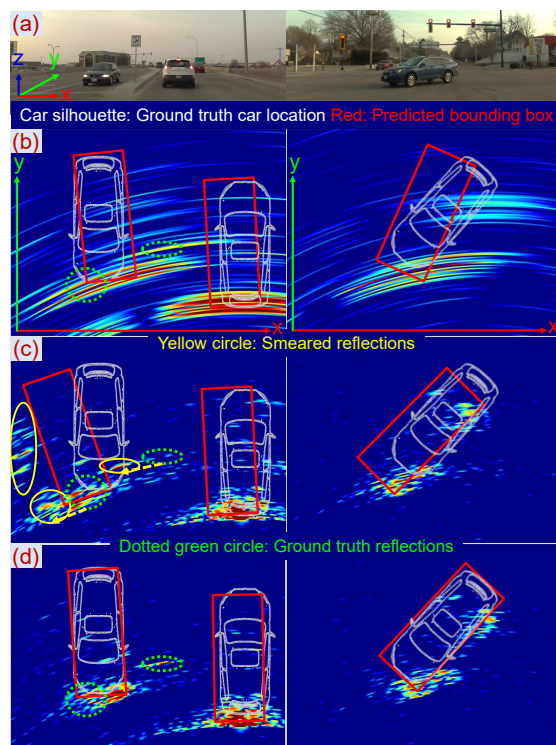 (a)
z
y
x
Car silhouette: Ground truth car location Red: Predicted bounding box
(b)
y
x
x
Yellow circle: Smeared reflections
(c)
Dotted green circle: Ground truth reflections
(d)